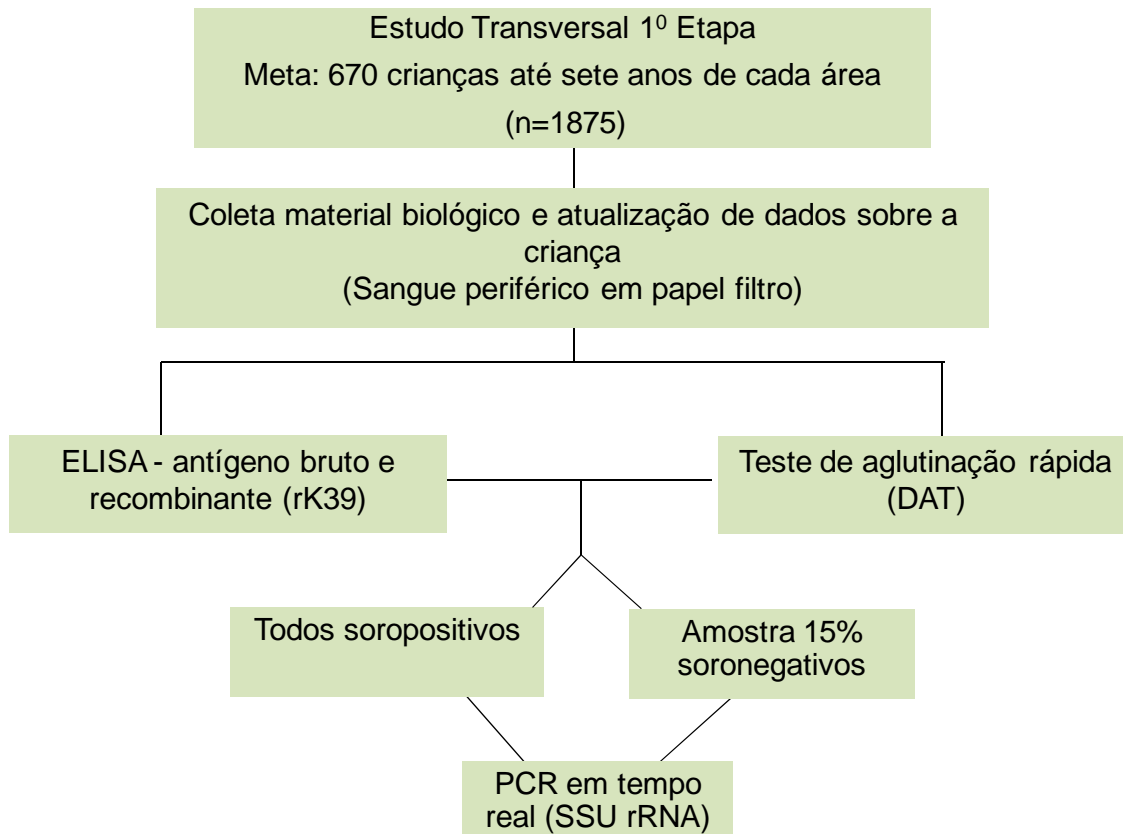 Estudo Transversal 1⁰ Etapa
Meta: 670 crianças até sete anos de cada área
(n=1875)
Coleta material biológico e atualização de dados sobre a
criança
(Sangue periférico em papel filtro)
ELISA - antígeno bruto e
recombinante (rK39)
Teste de aglutinação rápida
(DAT)
Todos soropositivos
Amostra 15%
soronegativos
PCR em tempo
real (SSU rRNA)